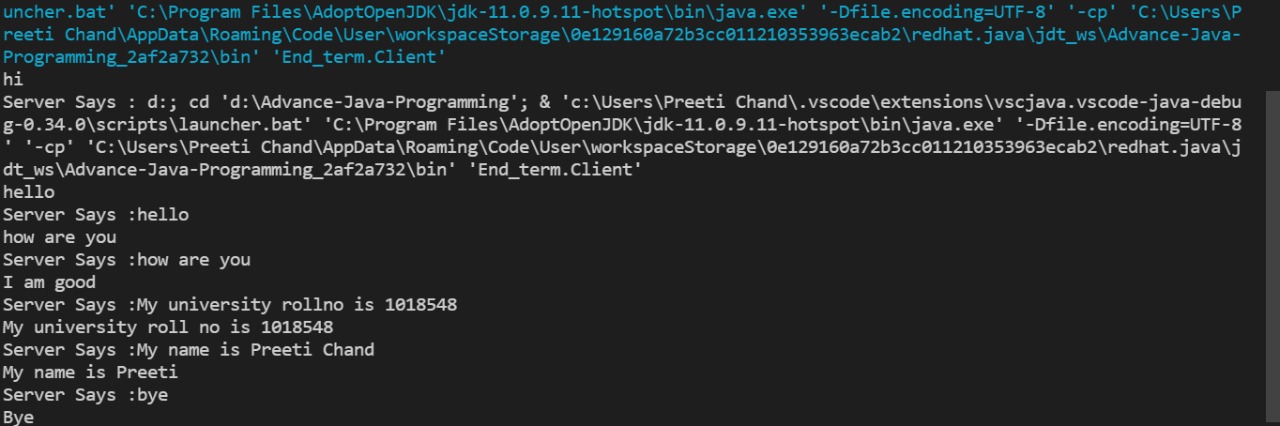 uncher.bat' 'C:\Program Files\AdoptOpenJDK\jdk-11.0.9.11-hotspot\bin\java.exe' '-Dfile.encoding=UTF-8' '-cp' 'C:\Users\P
reeti Chand\AppData\Roaming\Code\User\workspaceStorage\0e129160a72b3cc011210353963ecab2\redhat.java\jdt_ws\Advance-Java-
Programming_2af2a732\bin' 'End_term.Client'
hi
Server Says : d:; cd 'd:\Advance-Java-Programming'; & 'c:\Users\Preeti Chand\.vscode\extensions\vscjava.vscode-java-debu
g-0.34.0\scripts\launcher.bat' 'C:\Program Files\AdoptOpenJDK\jdk-11.0.9.11-hotspot\bin\java.exe' '-Dfile.encoding=UTF-8
' '-cp' 'C:\Users\Preeti Chand\AppData\Roaming\Code\User\workspaceStorage\0e129160a72b3cc011210353963ecab2\redhat.java\j
dt_ws\Advance-Java-Programming_2af2a732\bin' 'End_term.Client'
hello
Server Says :hello
how are you
Server Says :how are you
I am good
Server Says :My university rollno is 1018548
My university roll no is 1018548
Server Says :My name is Preeti Chand
My name is Preeti
Server Says :bye
Bye